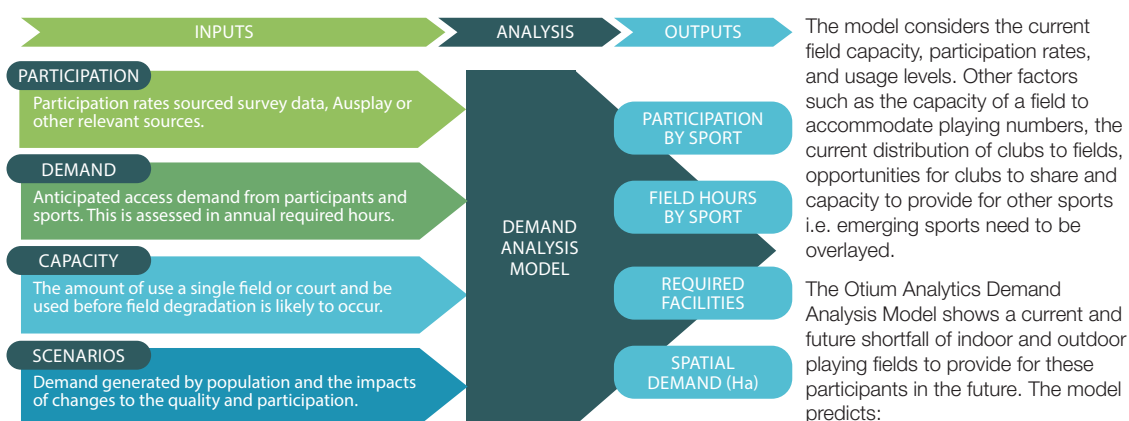 INPUTS
ANALYSIS
OUTPUTS
PARTICIPATION
Participation rates sourced survey data, Ausplay or
other relevant sources.
DEMAND
Anticipated access demand from participants and
sports. This is assessed in annual required hours.
CAPACITY
The amount of use a single field or court and be
used before field degradation is likely to occur.
SCENARIOS
Demand generated by population and the impacts
of changes to the quality and participation.
DEMAND
ANALYSIS
MODEL
PARTICIPATION
BY SPORT
FIELD HOURS
BY SPORT
REQUIRED
FACILITIES
SPATIAL
DEMAND (Ha)
The model considers the current
field capacity, participation rates,
and usage levels. Other factors
such as the capacity of a field to
accommodate playing numbers, the
current distribution of clubs to fields,
opportunities for clubs to share and
capacity to provide for other sports
i.e. emerging sports need to be
overlayed.
The Otium Analytics Demand
Analysis Model shows a current and
future shortfall of indoor and outdoor
playing fields to provide for these
participants in the future. The model
predicts: